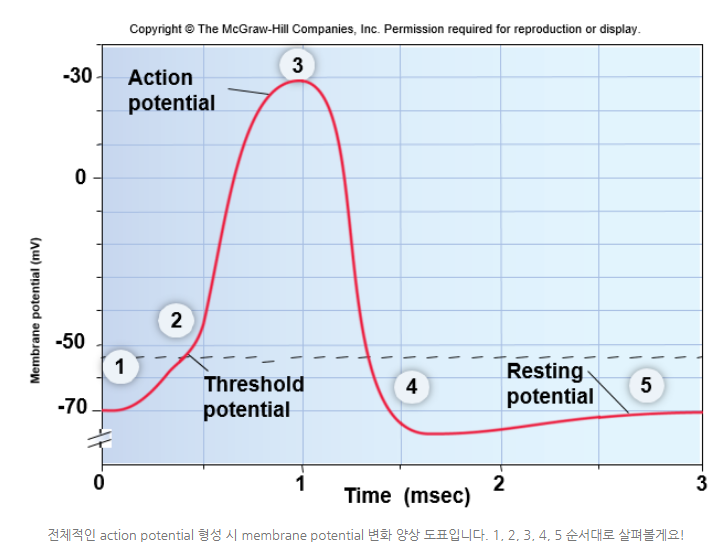 Copyright © The McGraw-Hill Companies, Inc. Permission required for reproduction or display.
-30
Action
potential
3
0
Membrane potential (mV)
2
-50
1
Threshold
potential
4
Resting
potential
5
-70
0
1
2
3
Time (msec)
전체적인 action potential 형성 시 membrane potential 변화 양상 도표입니다. 1, 2, 3, 4, 5 순서대로 살펴볼게요!